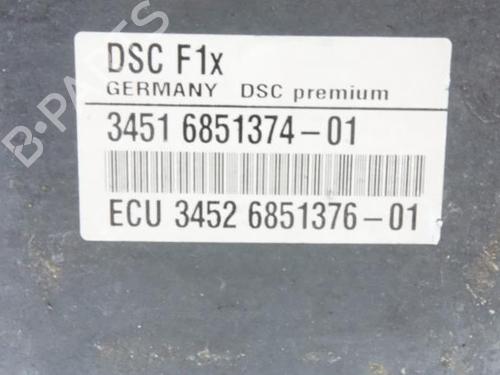 B-PARTS
DSC F1x
GERMANY DSC premium
3451 6851374-01
ECU 3452 6851376-01